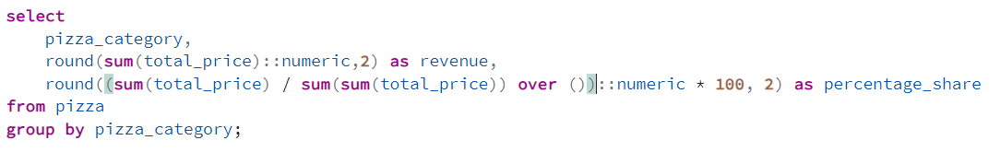 select
pizza_category,
round(sum(total_price)::numeric,2) as revenue,
round((sum(total_price) / sum(sum(total_price)) over ())::numeric * 100, 2) as percentage_share
from pizza
group by pizza_category;